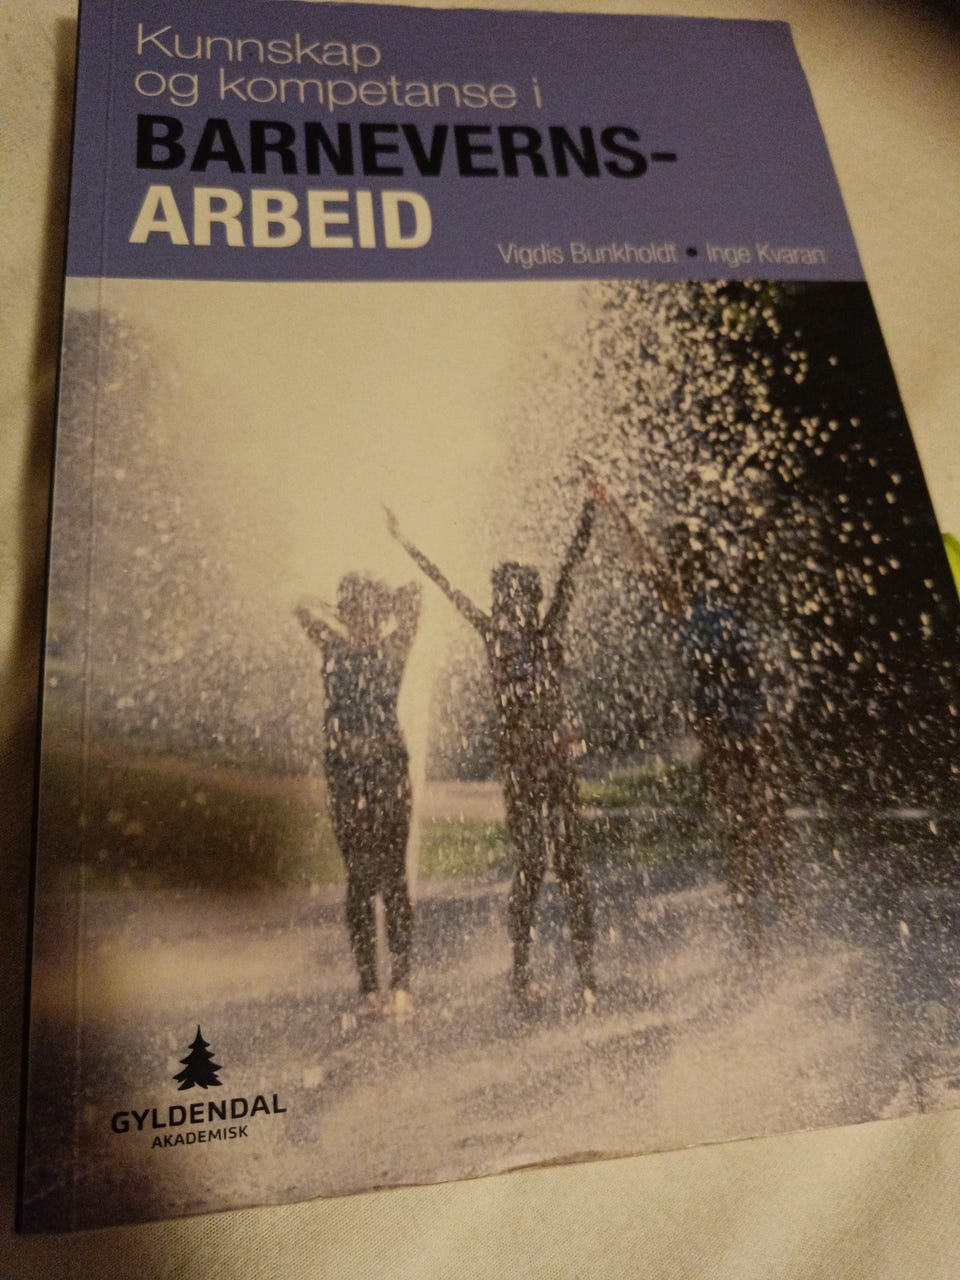 Kunnskap
og kompetanse i
BARNEVERNS-
ARBEID
Vigdis Bunkholdt • Inge Kvaran
GYLDENDAL
AKADEMISK